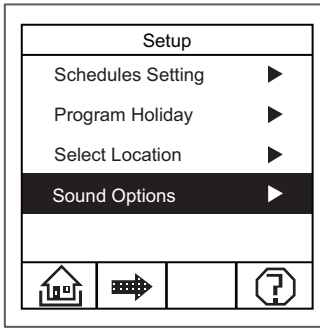 Setup
Schedules Setting
Program Holiday
Select Location
Sound Options
?